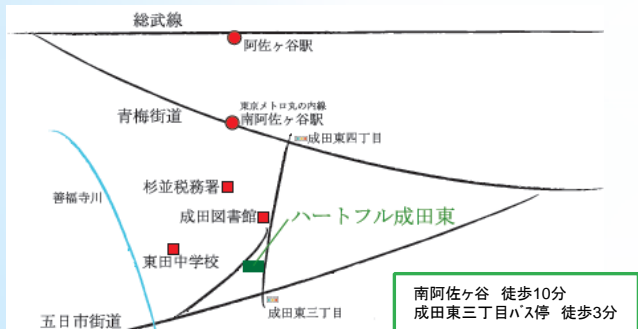 総武線
阿佐ヶ谷駅
東京メトロ丸の内線
青梅街道
南阿佐ヶ谷駅
成田東四丁目
杉並税務署
善福寺川
成田図書館
ハートフル成田東
東田中学校
南阿佐ヶ谷 徒歩10分
成田東三丁目バス停 徒歩3分
成田東三丁目
五日市街道